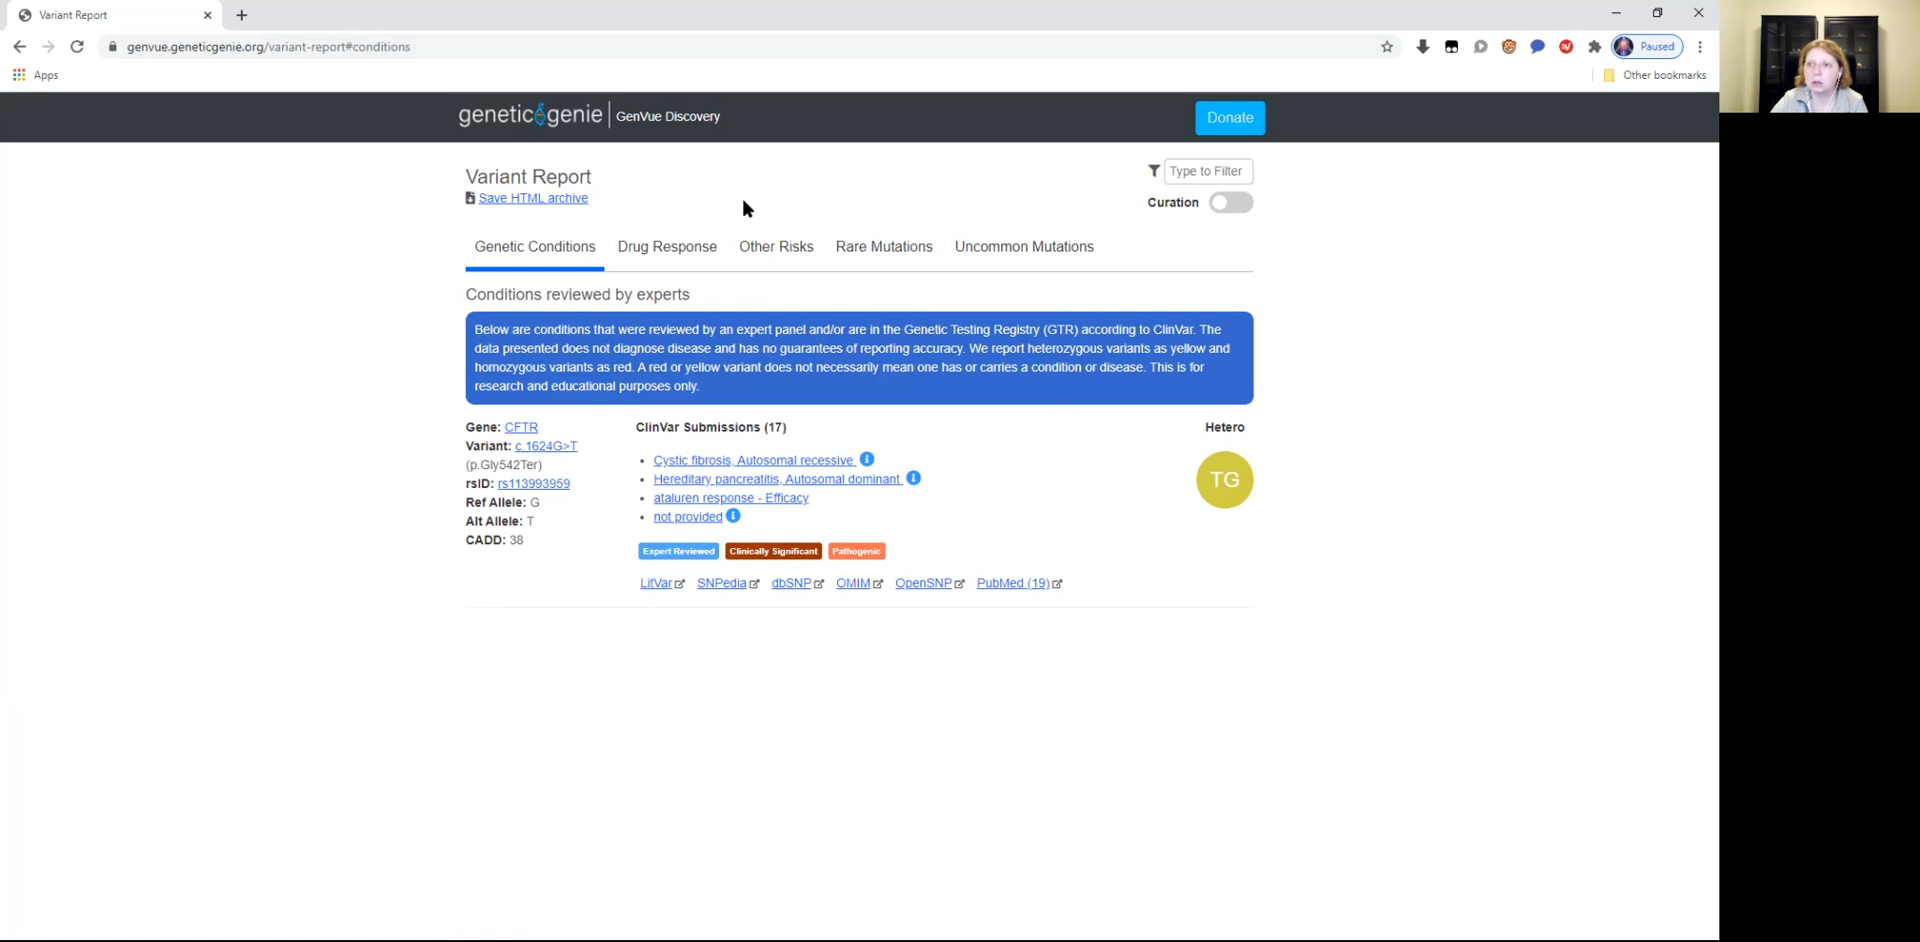 Variant Report
genvue.geneticgenie.org/variant-report#conditions
Paused
Apps
Other bookmarks
geneticgenie GenVue Discovery
Donate
Variant Report
Type to Filter
Save HTML archive
Curation
Genetic Conditions Drug Response Other Risks Rare Mutations Uncommon Mutations
Conditions reviewed by experts
Below are conditions that were reviewed by an expert panel and/or are in the Genetic Testing Registry (GTR) according to ClinVar. The
data presented does not diagnose disease and has no guarantees of reporting accuracy. We report heterozygous variants as yellow and
homozygous variants as red. A red or yellow variant does not necessarily mean one has or carries a condition or disease. This is for
research and educational purposes only.
Gene: CFTR
Variant: c.1624G>T
(p.Gly542Ter)
rsID: rs113993959
Ref Allele: G
Alt Allele: T
CADD: 38
ClinVar Submissions (17)
Cystic fibrosis, Autosomal recessive
Hereditary pancreatitis, Autosomal dominant
ataluren response - Efficacy
not provided
Expert Reviewed Clinically Significant Pathogenic
LitVar SNPedia dbSNP OMIM OpenSNP PubMed (19)
Hetero
TG